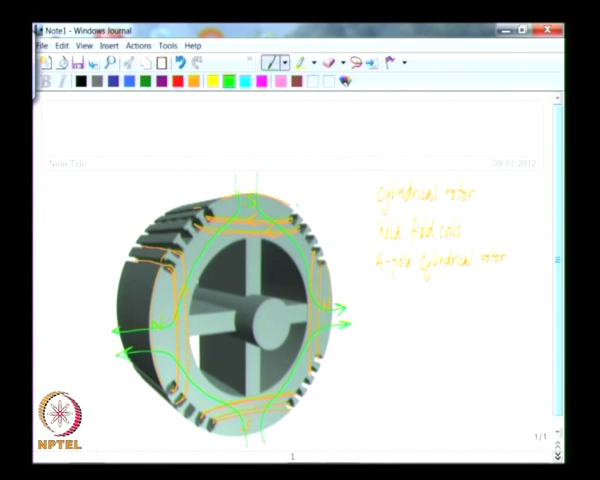 Note1 - Windows Journal
File Edit View Insert Actions Tools Help
Note Title
09-01-2012
cylindrical rotor
field coils
4-pole cylindrical rotor
S
N
NPTEL
1/1
1